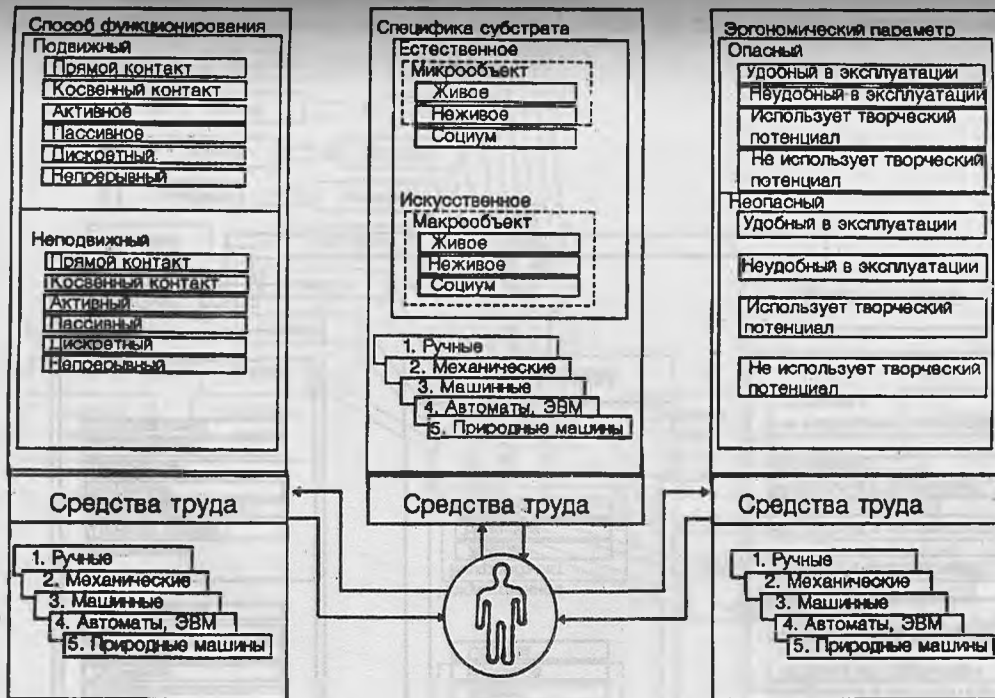 Способ функционирования
Подвижный
Прямой контакт
Косвенный контакт
Активное
Пассивное
Дискретный
Непрерывный
Неподвижный
Прямой контакт
Косвенный контакт
Активный
Пассивный
Дискретный
Непрерывный
Средства труда
1. Ручные
2. Механические
3. Машинные
4. Автоматы, ЭВМ
5. Природные машины
Специфика субстрата
Естественное
Микрообъект
Живое
Неживое
Социум
Искусственное
Макрообъект
Живое
Неживое
Социум
1. Ручные
2. Механические
3. Машинные
4. Автоматы, ЭВМ
5. Природные машины
Средства труда
Эргономический параметр
Опасный
Удобный в эксплуатации
Неудобный в эксплуатации
Использует творческий
потенциал
Не использует творческий
потенциал
Неопасный
Удобный в эксплуатации
Неудобный в эксплуатации
Использует творческий
потенциал
Не использует творческий
потенциал
Средства труда
1. Ручные
2. Механические
3. Машинные
4. Автоматы, ЭВМ
5. Природные машины